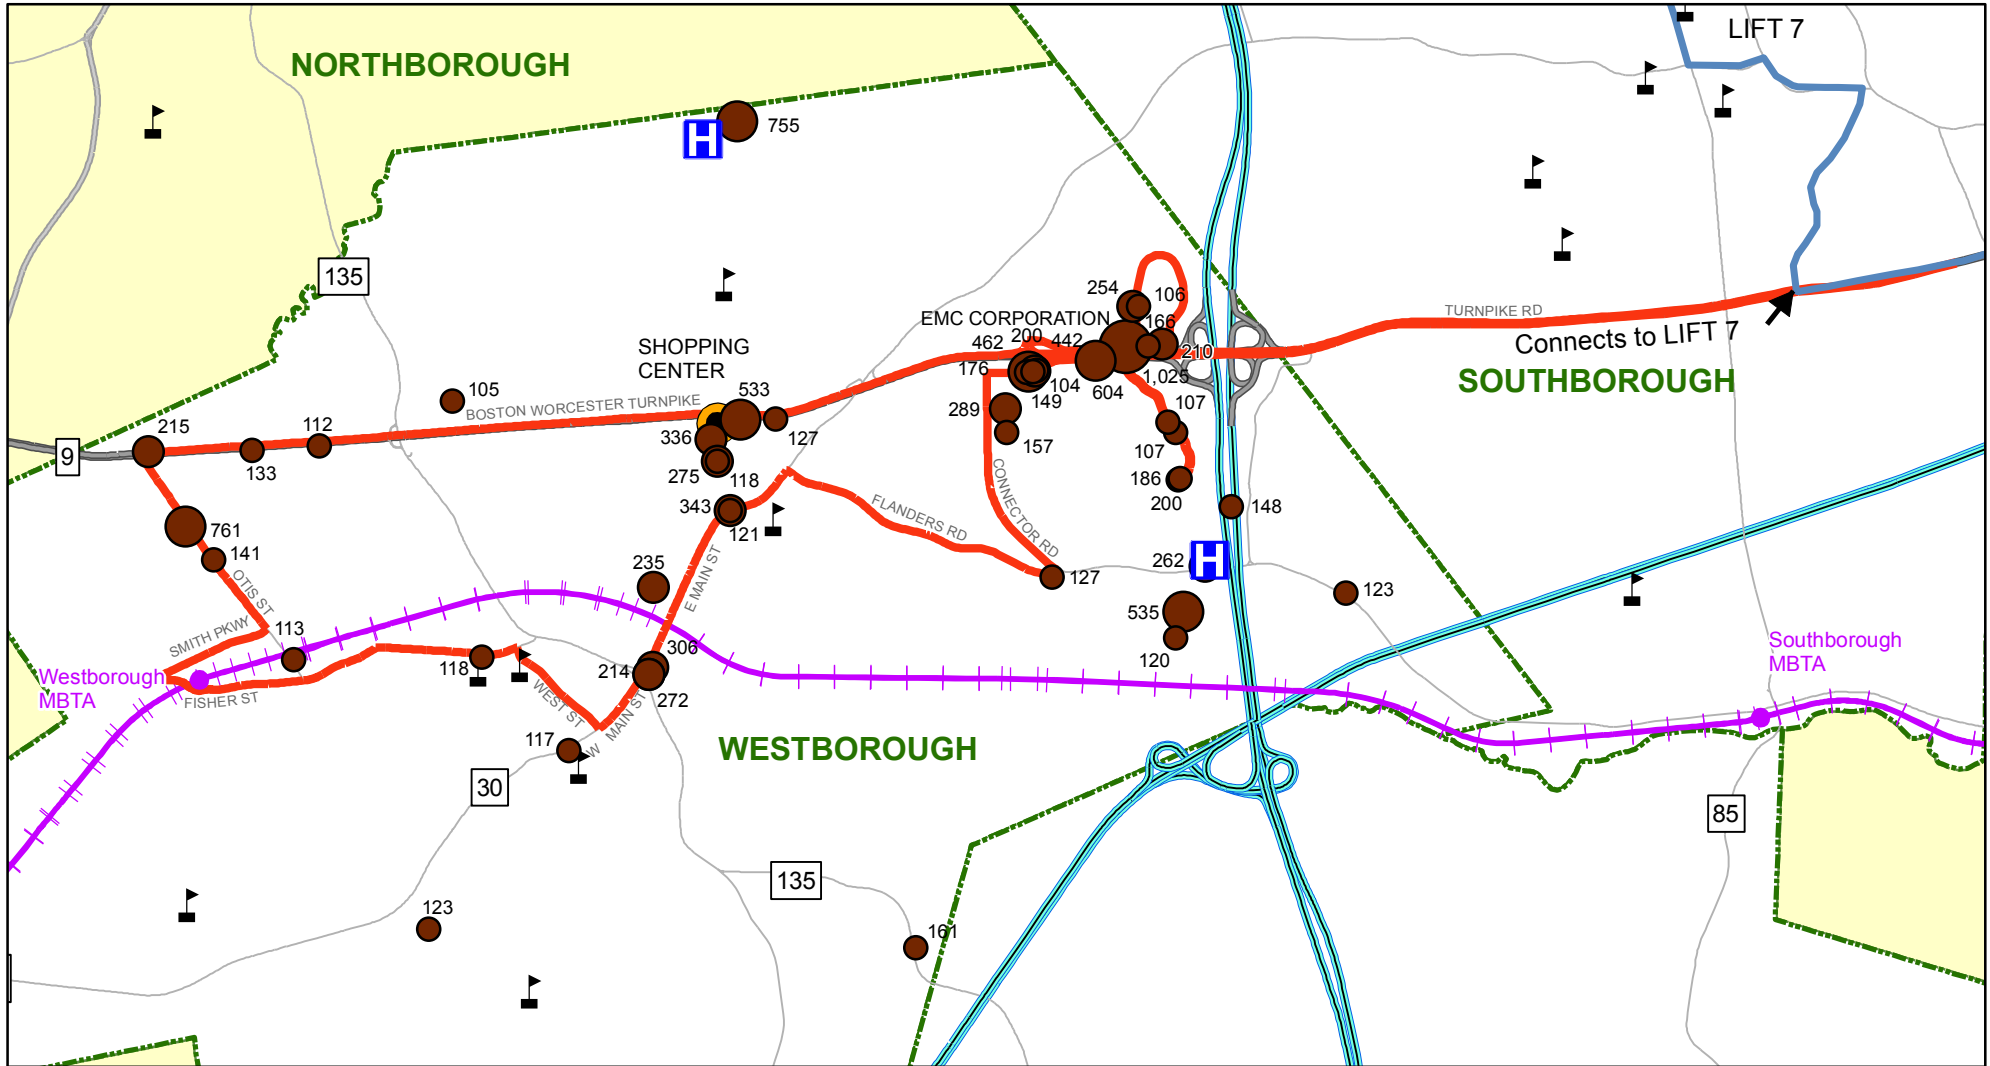 LIFT 7
NORTHBOROUGH
H
755
135
254
106
EMC CORPORATION
166
TURNPIKE RD
Connects to LIFT 7
200
462
442
210
SHOPPING
CENTER
176
104
604
1,025
SOUTHBOROUGH
149
105
533
BOSTON WORCESTER TURNPIKE
289
107
215
112
336
127
157
107
9
133
275
118
186
200
CONNECTOR RD
343
121
FLANDERS RD
148
761
141
235
E MAIN ST
262
H
127
123
OTIS ST
535
SMITH PKWY
113
120
Southborough
MBTA
306
118
214
Westborough
MBTA
FISHER ST
WEST ST
272
W MAIN ST
117
WESTBOROUGH
30
85
135
123
161